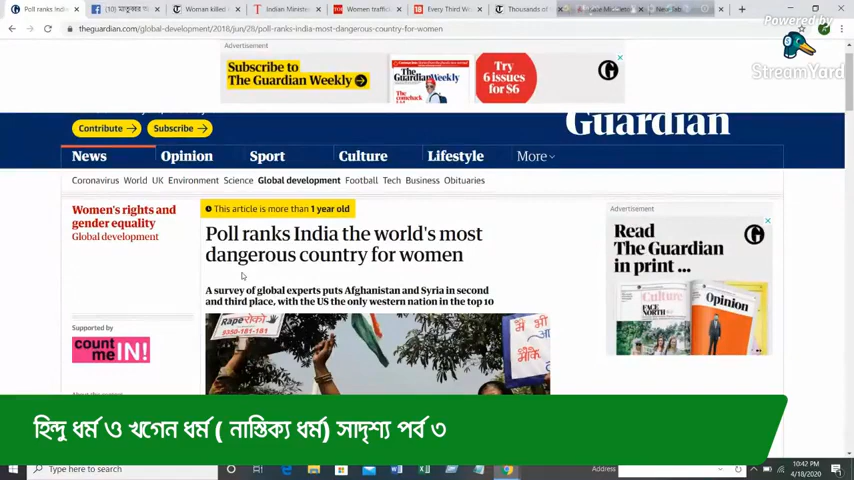 Poll ranks Indi
(10) মাতুব্বর
Woman killed
Indian Minister
Women traffic
Every Third Wo
Thousands of
New Tab
theguardian.com/global-development/2018/jun/28/poll-ranks-india-most-dangerous-country-for-women
Powered by
StreamYard
Advertisement
Subscribe to
The Guardian Weekly
The Guardian Weekly
Try
6 issues
for $6
Contribute
Subscribe
Guardian
News
Opinion
Sport
Culture
Lifestyle
More
Coronavirus World UK Environment Science Global development Football Tech Business Obituaries
Women's rights and
gender equality
Global development
This article is more than 1 year old
Poll ranks India the world's most
dangerous country for women
A survey of global experts puts Afghanistan and Syria in second
and third place, with the US the only western nation in the top 10
Supported by
count
me IN!
Advertisement
Read
The Guardian
in print ...
Culture
Opinion
Rape रोको
9350-181-181
मैं भी
मौके
হিন্দু ধর্ম ও খগেন ধর্ম ( নাস্তিক্য ধর্ম) সাদৃশ্য পর্ব ৩
Type here to search
Address
10:42 PM
4/18/2020